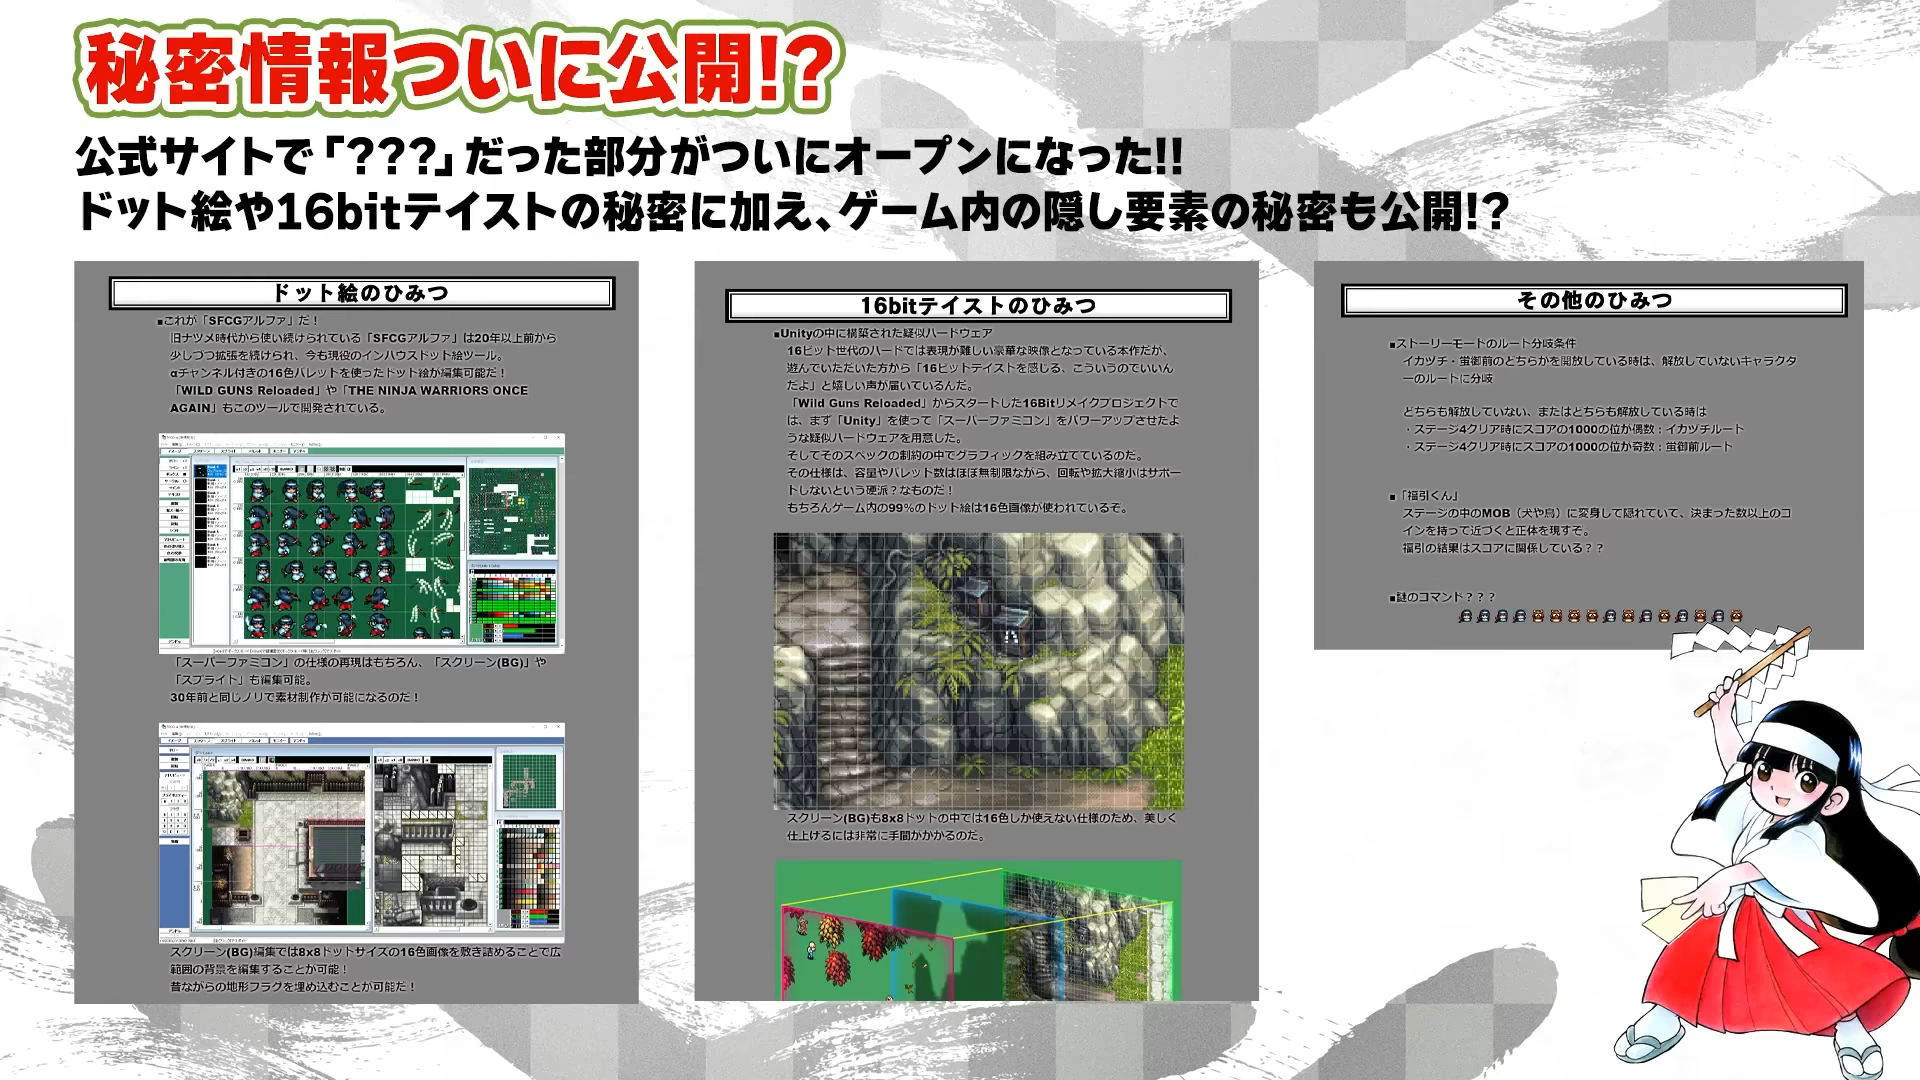 秘密情報ついに公開!?
公式サイトで「???」だった部分がついにオープンになった!!
ドット絵や16bitテイストの秘密に加え、ゲーム内の隠し要素の秘密も公開!?
ドット絵のひみつ
■これが「SFCGアルファ」だ！
旧ナツメ時代から使い続けられている「SFCGアルファ」は20年以上前から
少しづつ拡張を続けられ、今も現役のインハウスドット絵ツール。
αチャンネル付きの16色パレットを使ったドット絵が編集可能だ！
「WILD GUNS Reloaded」や「THE NINJA WARRIORS ONCE
AGAIN」もこのツールで開発されている。
「スーパーファミコン」の仕様の再現はもちろん、「スクリーン(BG)」や
「スプライト」も編集可能。
30年前と同じノリで素材制作が可能になるのだ！
スクリーン(BG)編集では8x8ドットサイズの16色画像を敷き詰めることで広
範囲の背景を編集することが可能！
昔ながらの地形フラグを埋め込むことが可能だ！
16bitテイストのひみつ
■Unityの中に構築された疑似ハードウェア
16ビット世代のハードでは表現が難しい豪華な映像となっている本作だが、
遊んでいただいた方から「16ビットテイストを感じる、こういうのでいいん
だよ」と嬉しい声が届いているんだ。
「Wild Guns Reloaded」からスタートした16Bitリメイクプロジェクトで
は、まず「Unity」を使って「スーパーファミコン」をパワーアップさせたよ
うな疑似ハードウェアを用意した。
そしてそのスペックの制約の中でグラフィックを組み立てているのだ。
その仕様は、容量やパレット数はほぼ無制限ながら、回転や拡大縮小はサポー
トしないという硬派？なものだ！
もちろんゲーム内の99%のドット絵は16色画像が使われているぞ。
スクリーン(BG)も8x8ドットの中では16色しか使えない仕様のため、美しく
仕上げるには非常に手間がかかるのだ。
その他のひみつ
■ストーリーモートのルート分岐条件
イカヅチ・蛍御前のどちらかを開放している時は、解放していないキャラクタ
ーのルートに分岐
どちらも解放していない、またはどちらも解放している時は
・ステージ4クリア時にスコアの1000の位が偶数：イカヅチルート
・ステージ4クリア時にスコアの1000の位が奇数：蛍御前ルート
■「福引くん」
ステージの中のMOB（犬や鳥）に変身して隠れていて、決まった数以上のコ
インを持って近づくと正体を現すぞ。
福引の結果はスコアに関係している？？
■謎のコマンド？？？